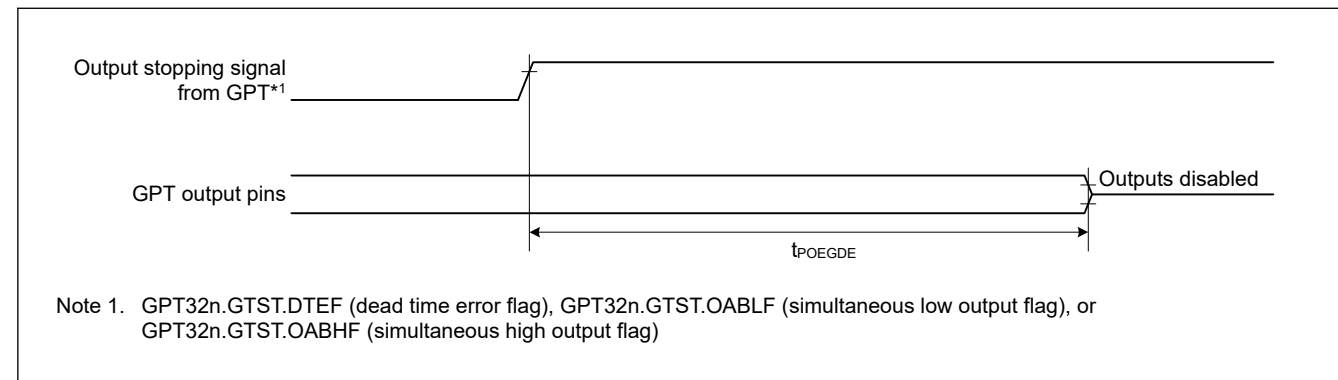 Output stopping signal
from GPT*1
GPT output pins
Outputs disabled
tPOEGDE
Note 1. GPT32n.GTST.DTEF (dead time error flag), GPT32n.GTST.OABLF (simultaneous low output flag), or
GPT32n.GTST.OABHF (simultaneous high output flag)